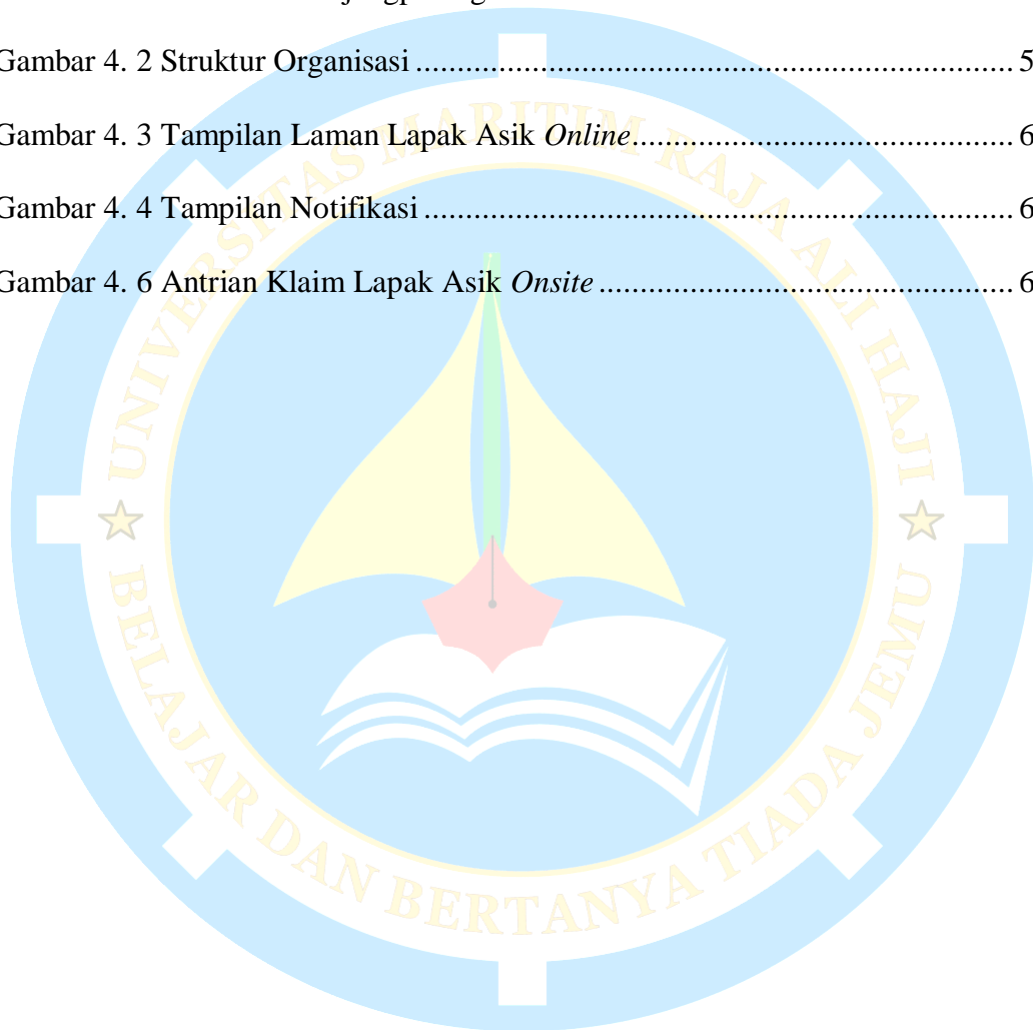 Gambar 4. 2 Struktur Organisasi ........................................................................... 5
Gambar 4. 3 Tampilan Laman Lapak Asik Online................................................ 6
Gambar 4. 4 Tampilan Notifikasi .......................................................................... 6
Gambar 4. 6 Antrian Klaim Lapak Asik Onsite .................................................... 6
UNIVERSITAS MARITIM RAJA ALI HAJI
BELAJAR DAN BERTANYA TIADA JEMU